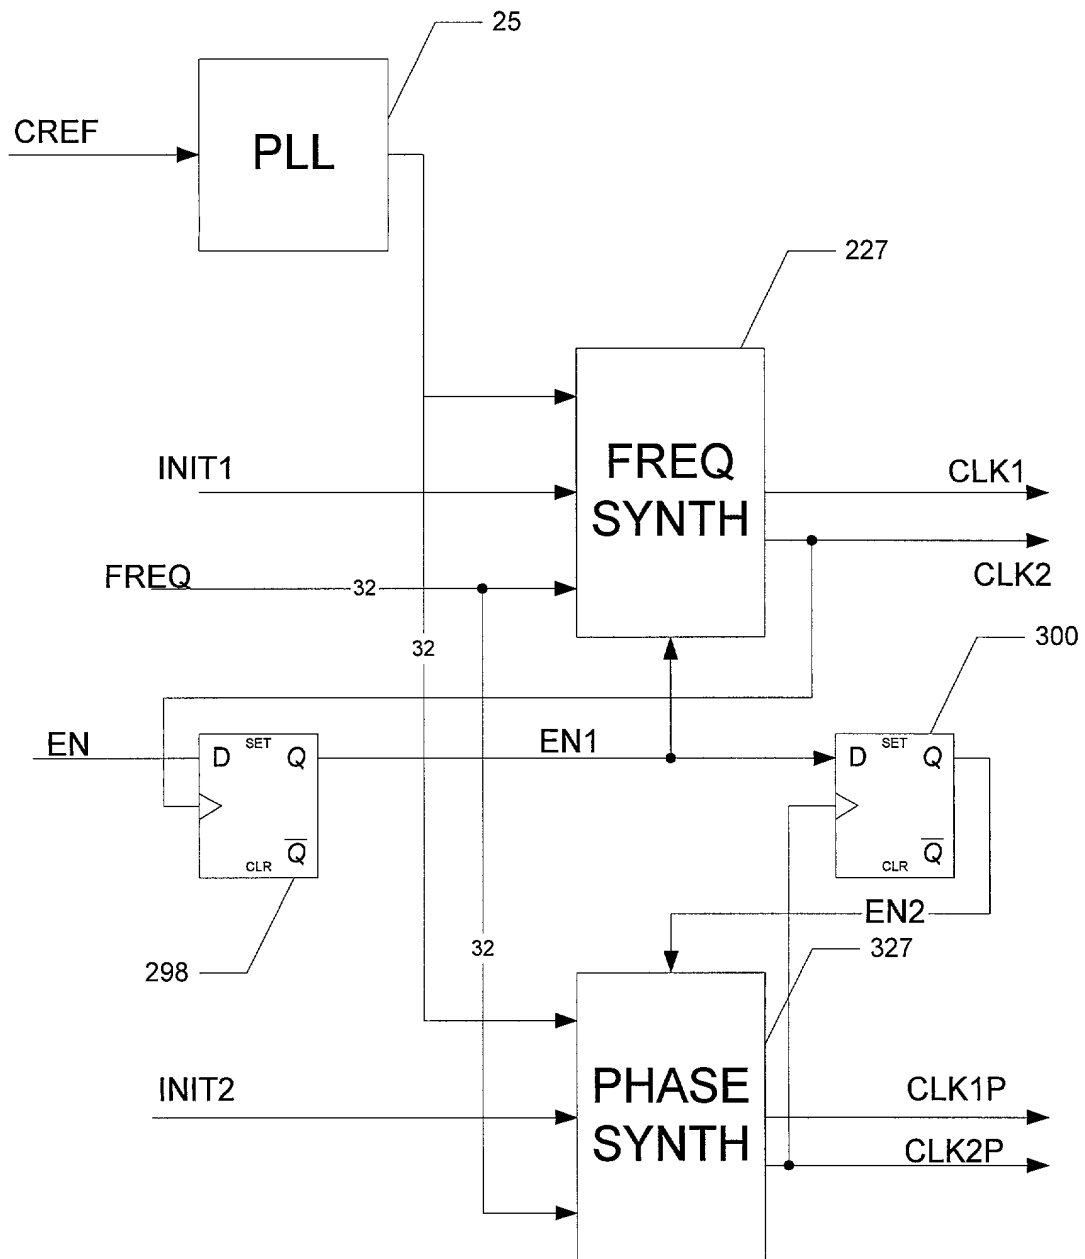 25
CREF
PLL
227
INIT1
FREQ
SYNTH
CLK1
FREQ
32
CLK2
32
300
EN
D
SET
Q
EN1
D
SET
Q
Q
CLR
Q
CLR
EN2
298
32
327
INIT2
PHASE
SYNTH
CLK1P
CLK2P